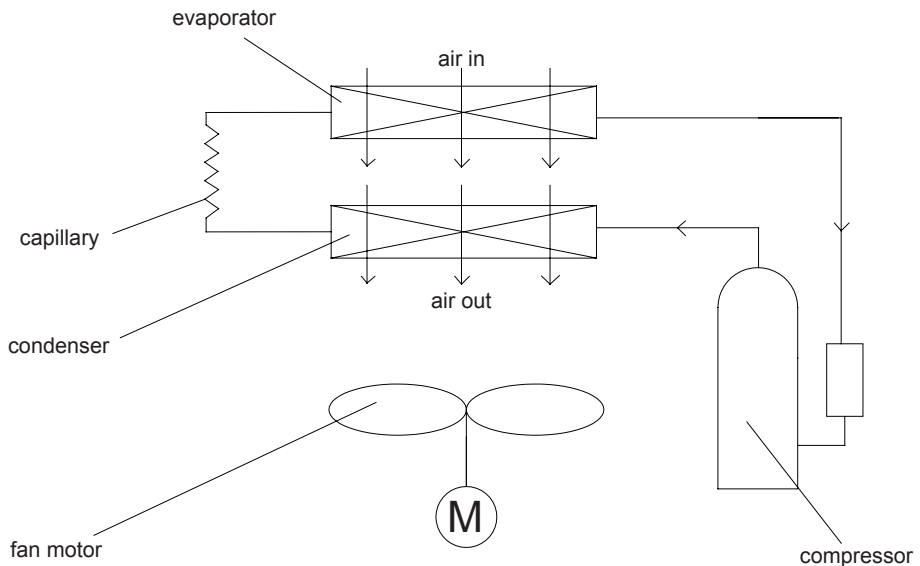 evaporator
air in
capillary
air out
condenser
M
fan motor
compressor